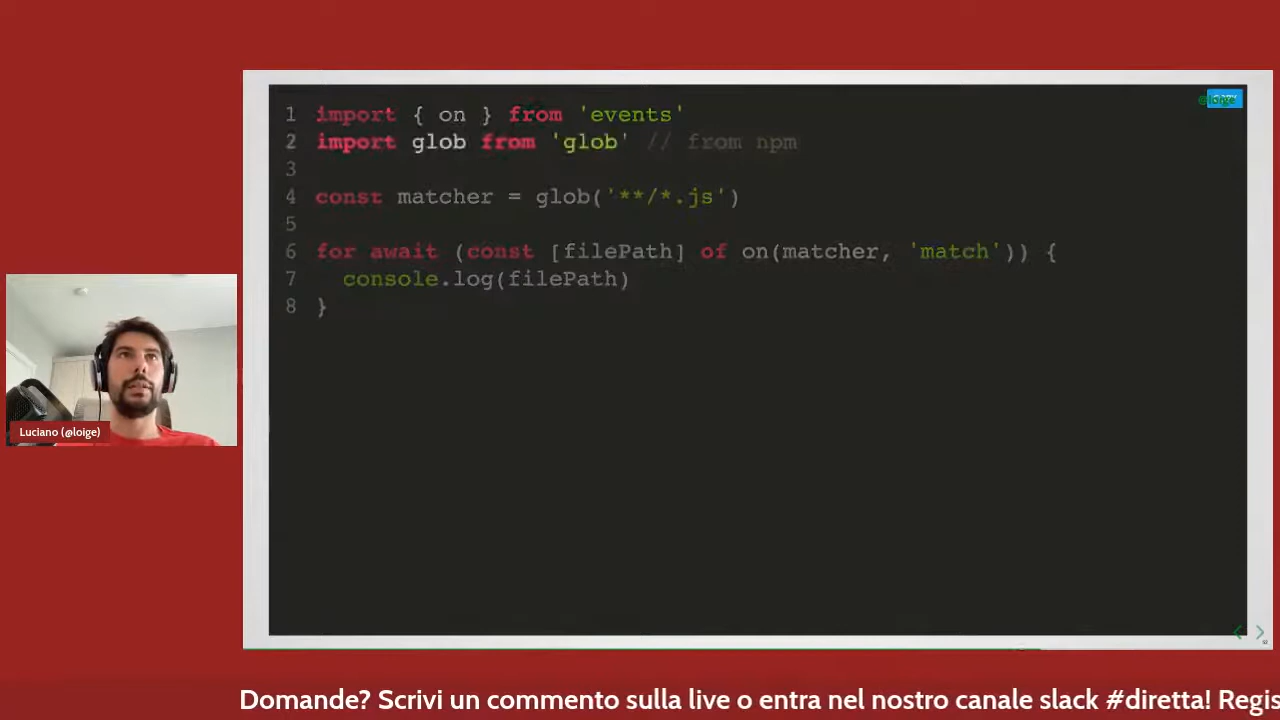 1 import { on } from 'events'
2 import glob from 'glob' // from npm
3
4 const matcher = glob('**/*.js')
5
6 for await (const [filePath] of on(matcher, 'match')) {
7 console.log(filePath)
8 }
@loige
Luciano (@loige)
Domande? Scrivi un commento sulla live o entra nel nostro canale slack #diretta! Regis